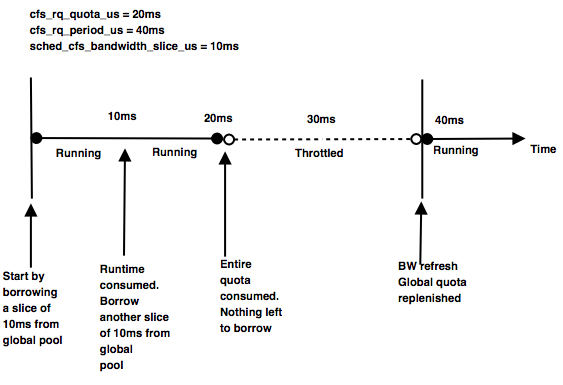 cfs_rq_quota_us = 20ms
cfs_rq_period_us = 40ms
sched_cfs_bandwidth_slice_us = 10ms
10ms
20ms
30ms
40ms
Running
Running
Throttled
Running
Time
Start by
borrowing
a slice of
10ms from
global pool
Runtime
consumed.
Borrow
another slice
of 10ms from
global
pool
Entire
quota
consumed.
Nothing left
to borrow
BW refresh
Global quota
replenished